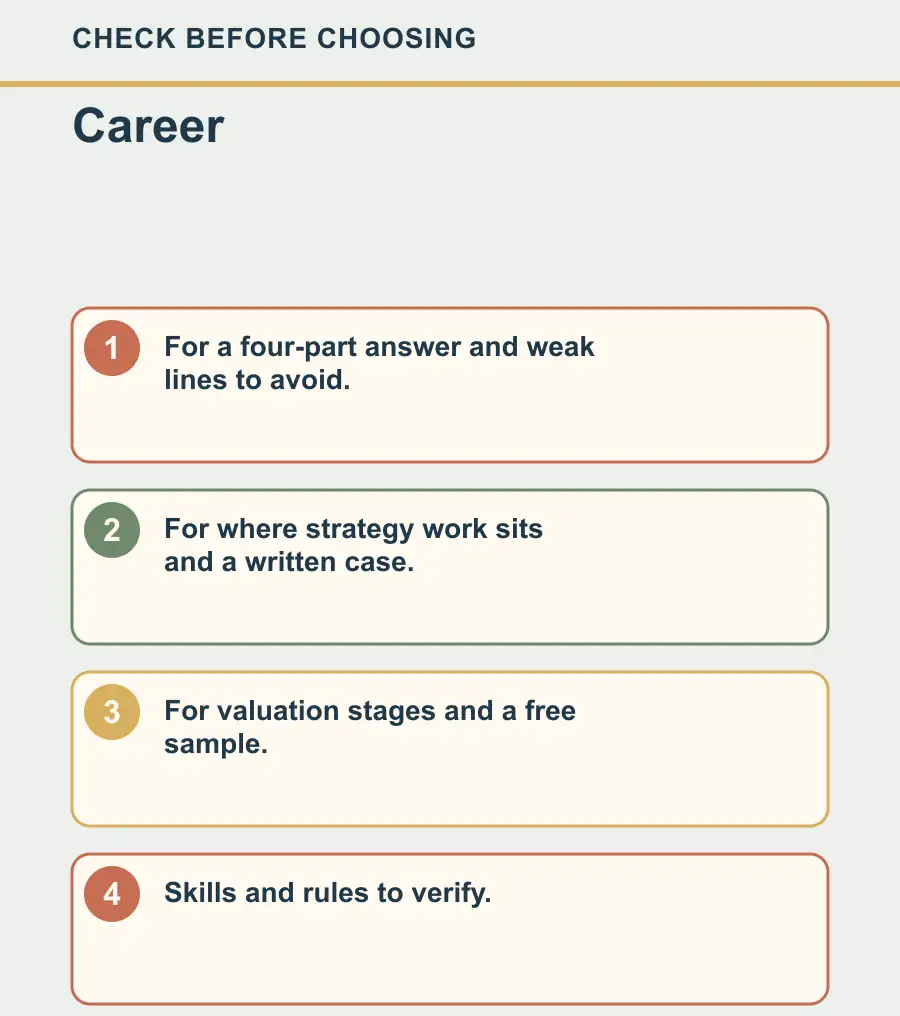 CHECK BEFORE CHOOSING
Career
1
For a four-part answer and weak
lines to avoid.
2
For where strategy work sits
and a written case.
3
For valuation stages and a free
sample.
4
Skills and rules to verify.